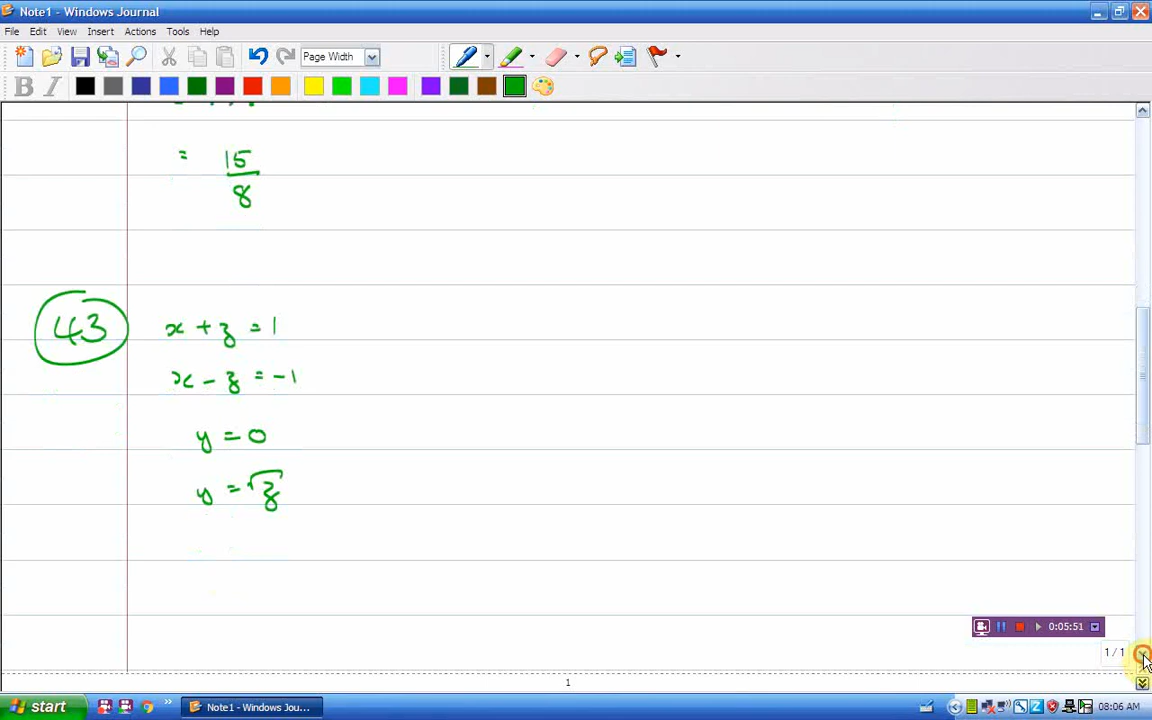 Note1 - Windows Journal
File Edit View Insert Actions Tools Help
Page Width
B I
= 15/8
43
x + z = 1
x - z = -1
y = 0
y = √z
0:05:51
1 / 1
1
start
Note1 - Windows Jou...
08:06 AM